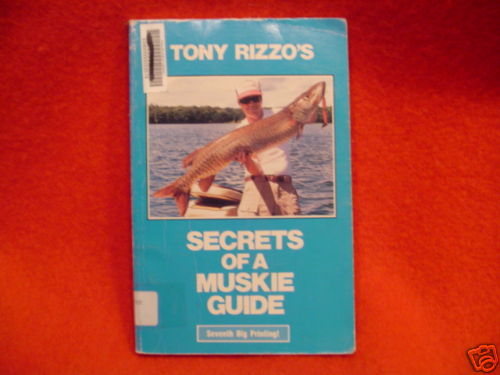 TONY RIZZO'S
SECRETS
OF A
MUSKIE
GUIDE
Seventh Big Printing!